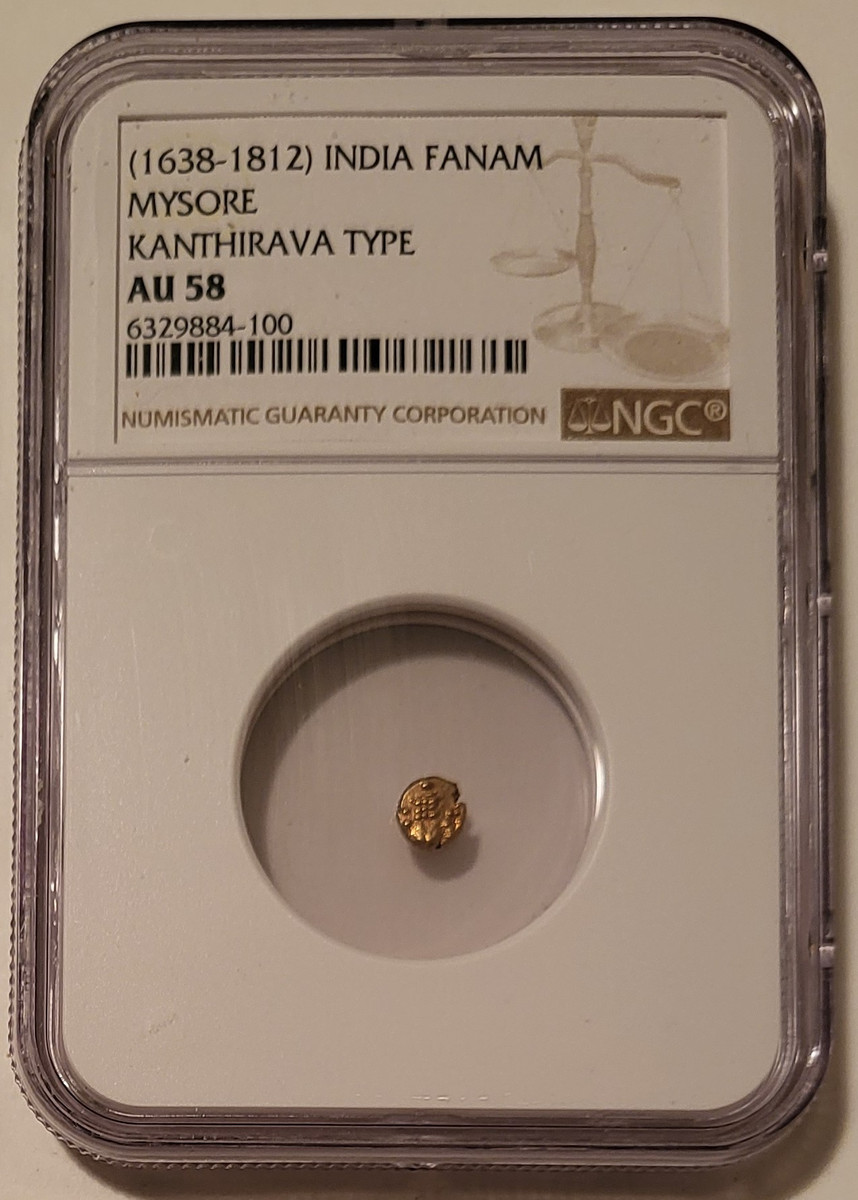 (1638-1812) INDIA FANAM
MYSORE
KANTHIRAVA TYPE
AU 58
6329884-100
NUMISMATIC GUARANTY CORPORATION NGC®